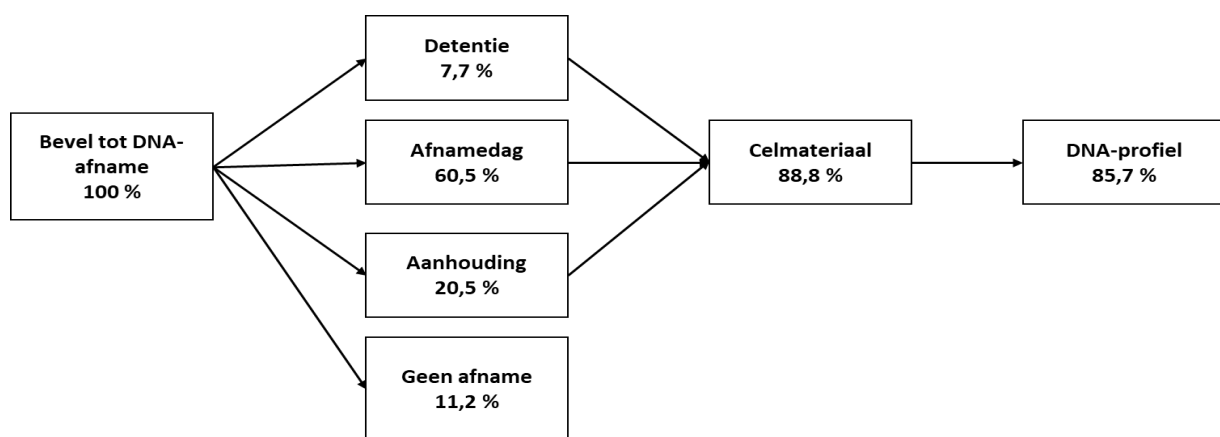 Bevel tot DNA-
afname
100 %
Detentie
7,7 %
Afnamedag
60,5 %
Aanhouding
20,5 %
Geen afname
11,2 %
Celmateriaal
88,8 %
DNA-profiel
85,7 %